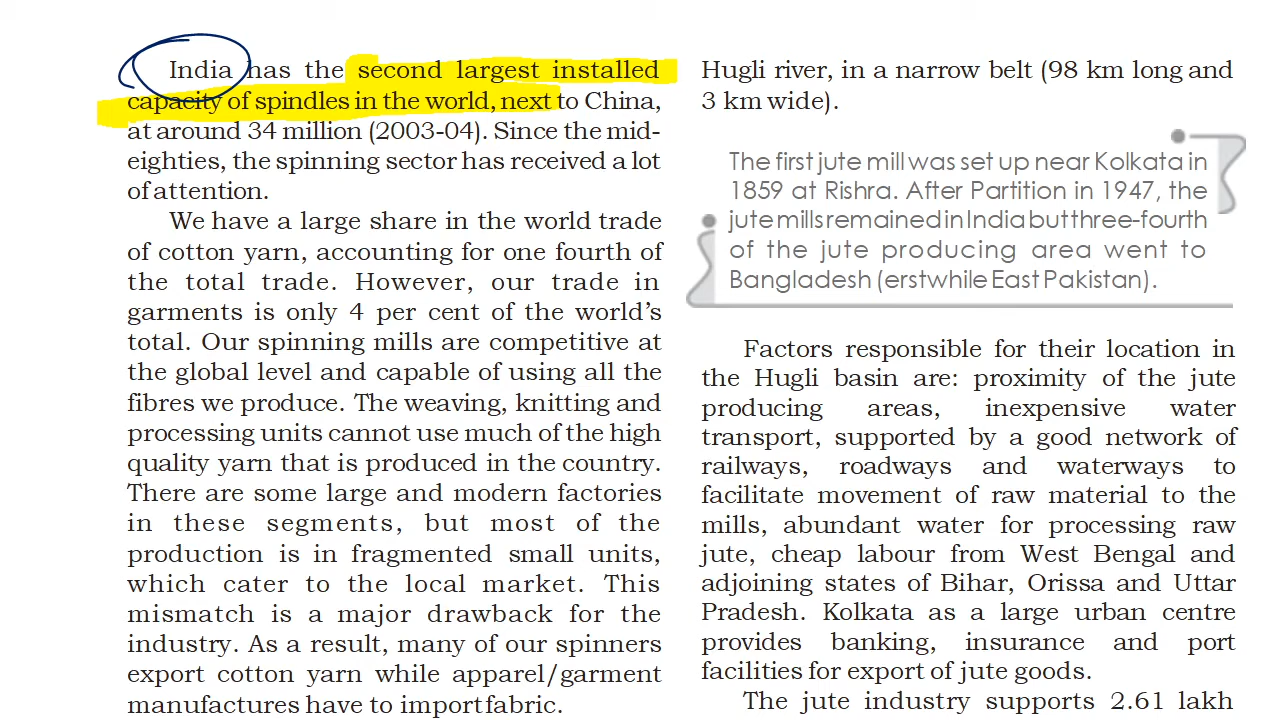 India has the second largest installed
capacity of spindles in the world, next to China,
at around 34 million (2003-04). Since the mid-
eighties, the spinning sector has received a lot
of attention.
We have a large share in the world trade
of cotton yarn, accounting for one fourth of
the total trade. However, our trade in
garments is only 4 per cent of the world's
total. Our spinning mills are competitive at
the global level and capable of using all the
fibres we produce. The weaving, knitting and
processing units cannot use much of the high
quality yarn that is produced in the country.
There are some large and modern factories
in these segments, but most of the
production is in fragmented small units,
which cater to the local market. This
mismatch is a major drawback for the
industry. As a result, many of our spinners
export cotton yarn while apparel/garment
manufactures have to import fabric.
Hugli river, in a narrow belt (98 km long and
3 km wide).
The first jute mill was set up near Kolkata in
1859 at Rishra. After Partition in 1947, the
jute mills remained in India but three-fourth
of the jute producing area went to
Bangladesh (erstwhile East Pakistan).
Factors responsible for their location in
the Hugli basin are: proximity of the jute
producing areas, inexpensive water
transport, supported by a good network of
railways, roadways and waterways to
facilitate movement of raw material to the
mills, abundant water for processing raw
jute, cheap labour from West Bengal and
adjoining states of Bihar, Orissa and Uttar
Pradesh. Kolkata as a large urban centre
provides banking, insurance and port
facilities for export of jute goods.
The jute industry supports 2.61 lakh